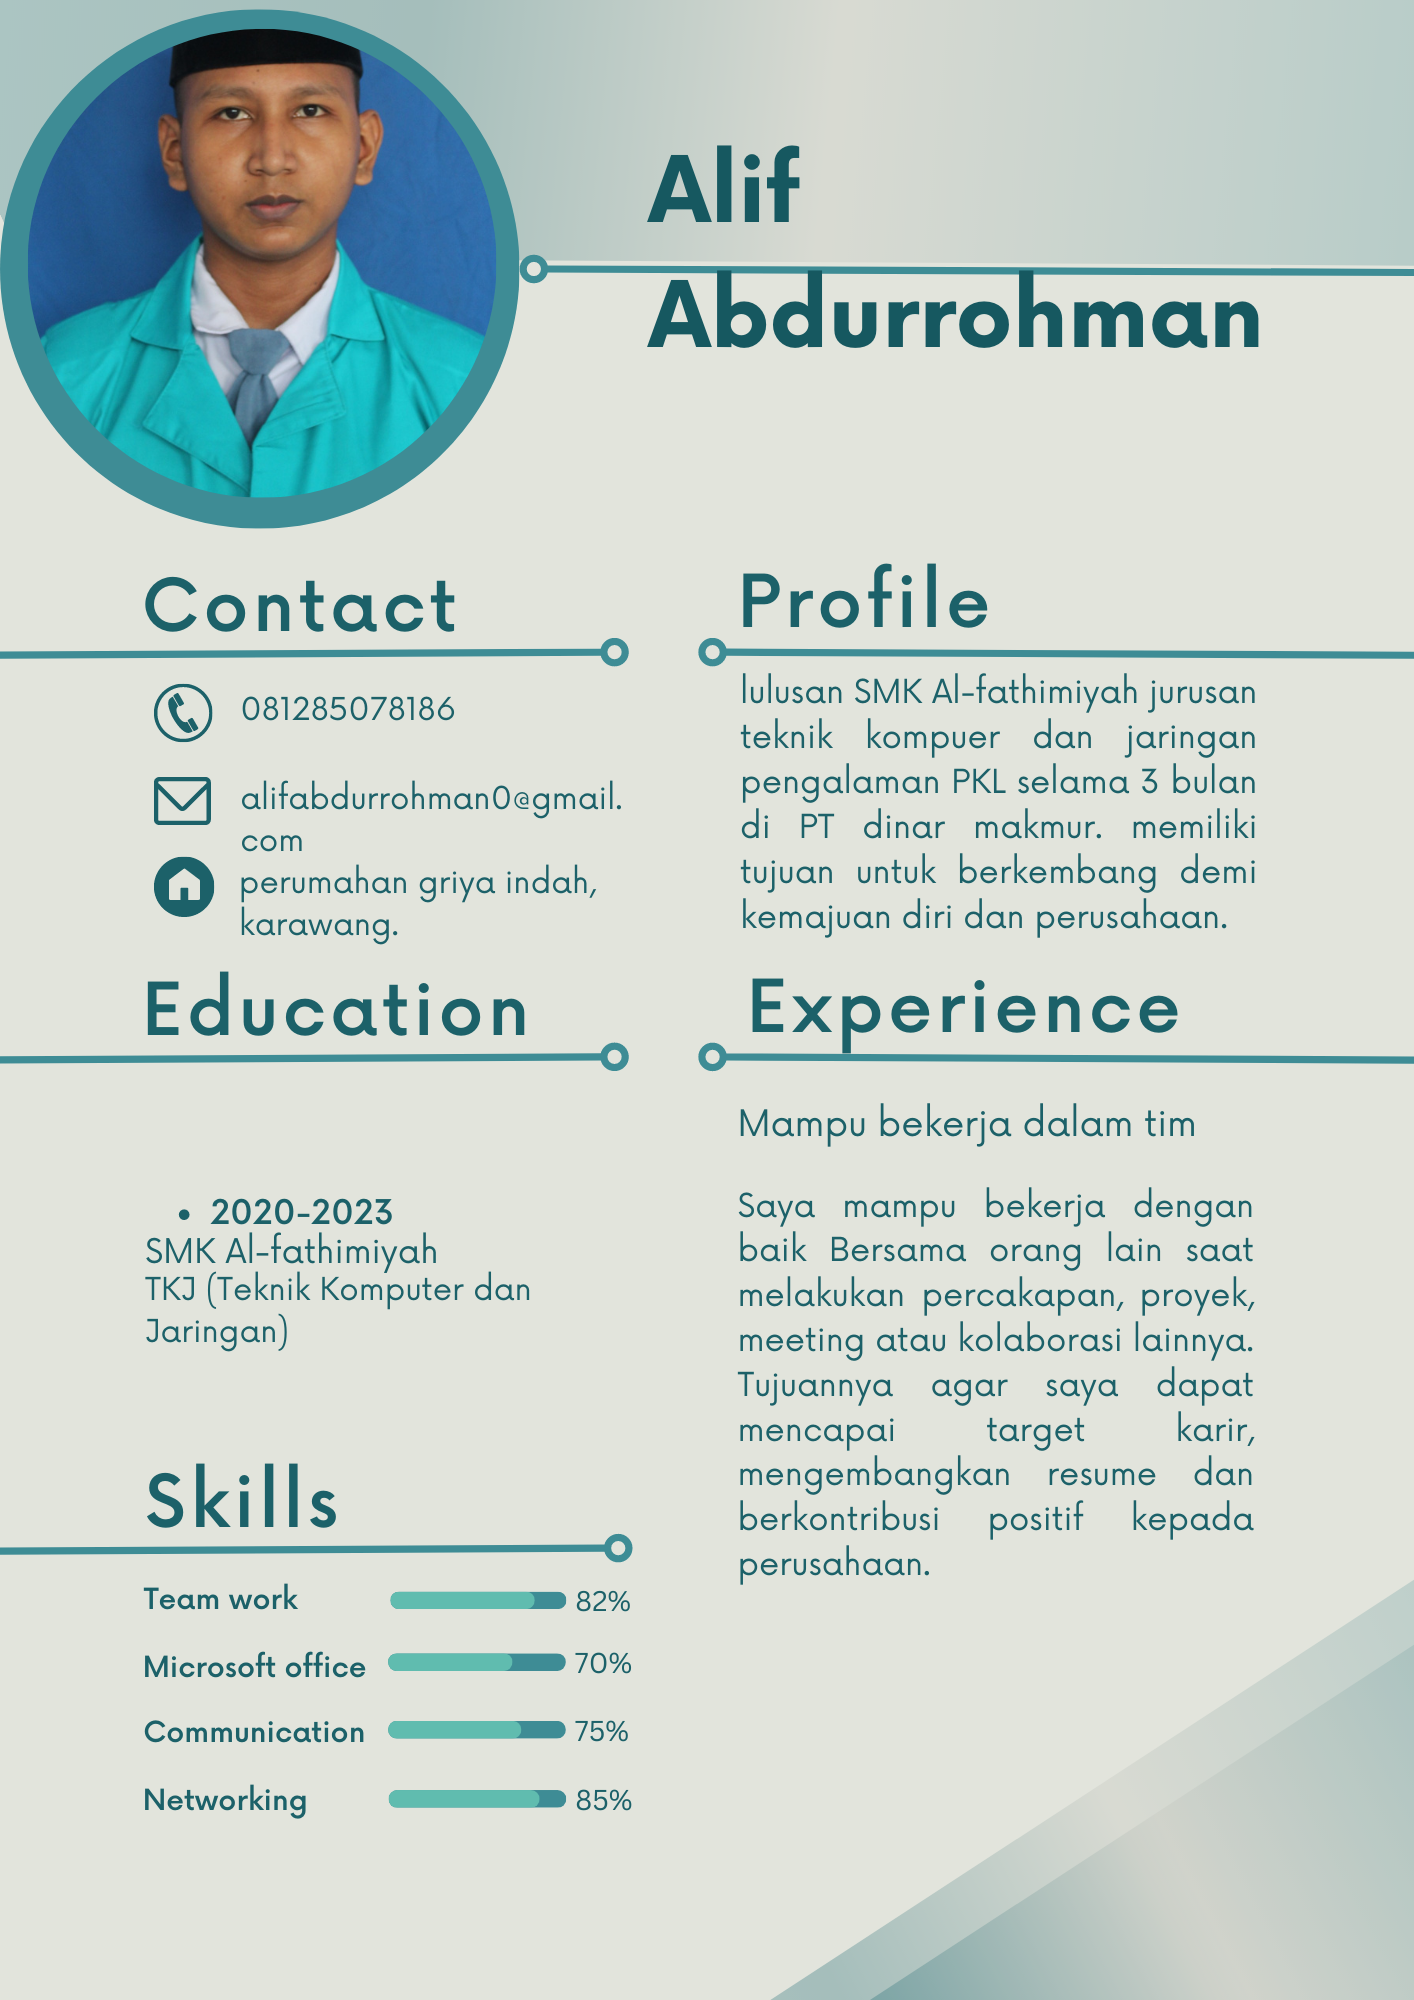 Alif
Abdurrohman
Contact
081285078186
alifabdurrohman0@gmail.
com
perumahan griya indah,
karawang.
Profile
lulusan SMK Al-fathimiyah jurusan
teknik kompuer dan jaringan
pengalaman PKL selama 3 bulan
di PT dinar makmur. memiliki
tujuan untuk berkembang demi
kemajuan diri dan perusahaan.
Education
• 2020-2023
SMK Al-fathimiyah
TKJ (Teknik Komputer dan
Jaringan)
Experience
Mampu bekerja dalam tim
Saya mampu bekerja dengan
baik Bersama orang lain saat
melakukan percakapan, proyek,
meeting atau kolaborasi lainnya.
Tujuannya agar saya dapat
mencapai target karir,
mengembangkan resume dan
berkontribusi positif kepada
perusahaan.
Skills
Team work 82%
Microsoft office 70%
Communication 75%
Networking 85%